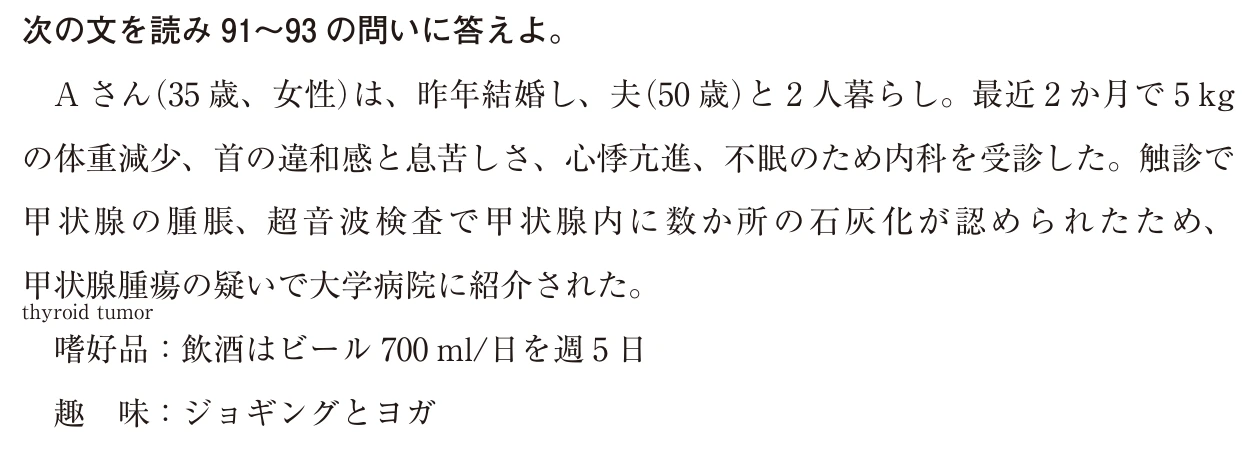 次の文を読み 91～93 の問いに答えよ。
A さん(35 歳、女性)は、昨年結婚し、夫(50 歳)と 2 人暮らし。最近 2 か月で 5 kg
の体重減少、首の違和感と息苦しさ、心悸亢進、不眠のため内科を受診した。触診で
甲状腺の腫脹、超音波検査で甲状腺内に数か所の石灰化が認められたため、
甲状腺腫瘍の疑いで大学病院に紹介された。
thyroid tumor
嗜好品：飲酒はビール 700 ml/日を週 5 日
趣　味：ジョギングとヨガ